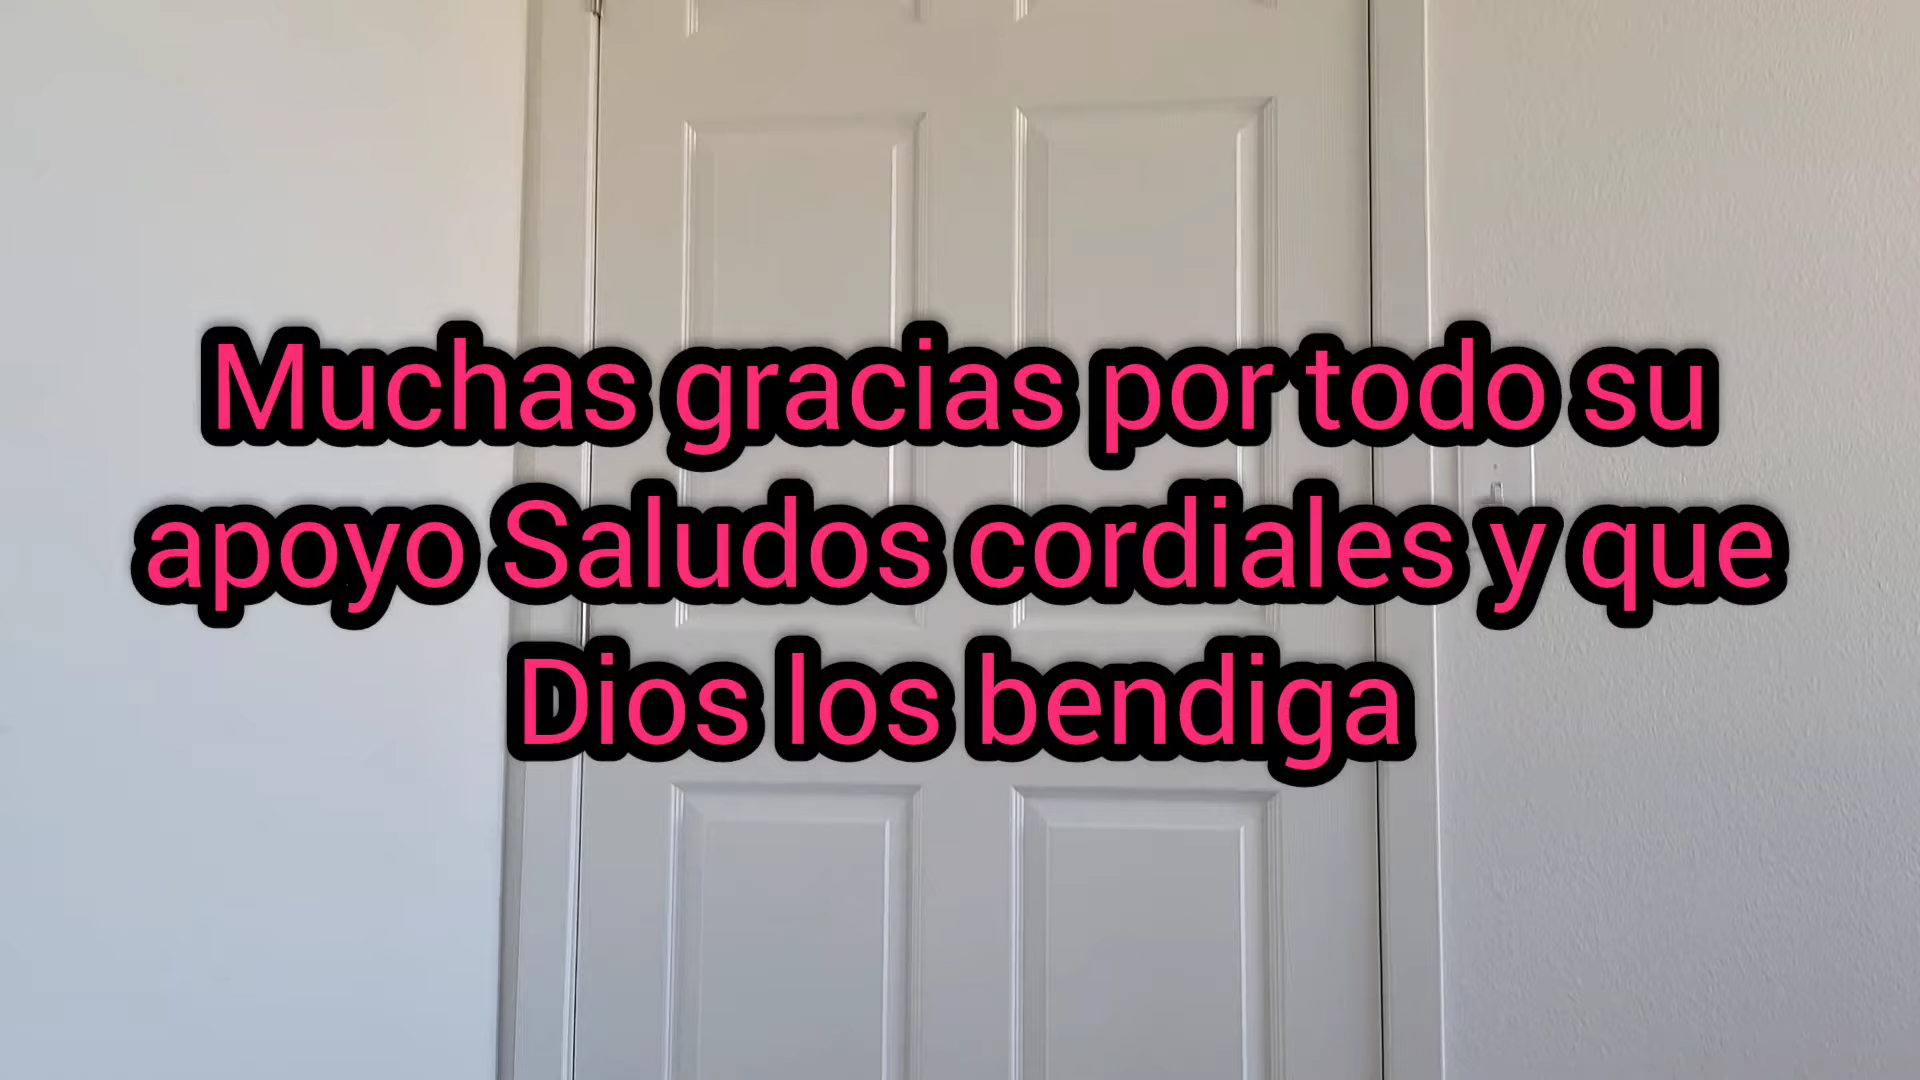 Muchas gracias por todo su
apoyo Saludos cordiales y que
Dios los bendiga